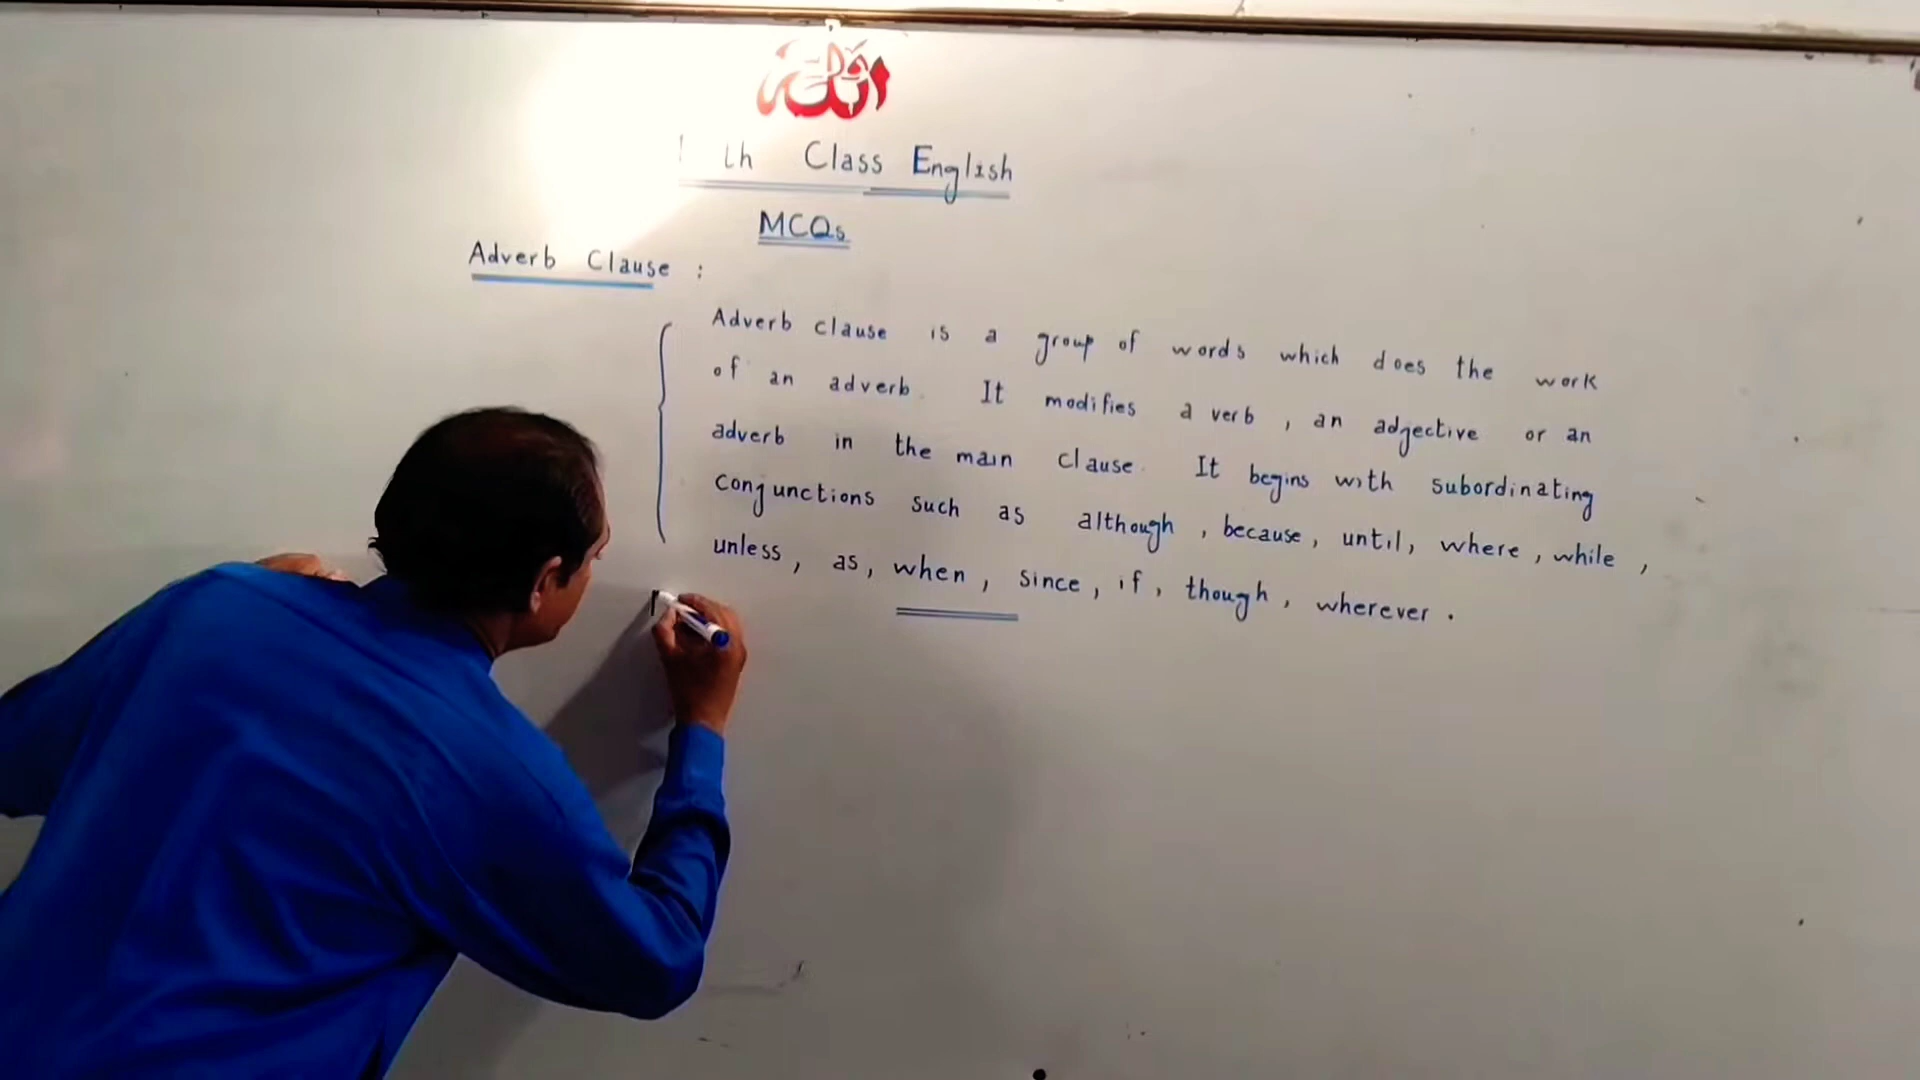 الله
th Class English
MCQs
Adverb Clause :
Adverb clause is a group of words which does the work
of an adverb. It modifies a verb, an adjective or an
adverb in the main clause. It begins with subordinating
conjunctions such as although, because, until, where, while,
unless, as, when, since, if, though, wherever.